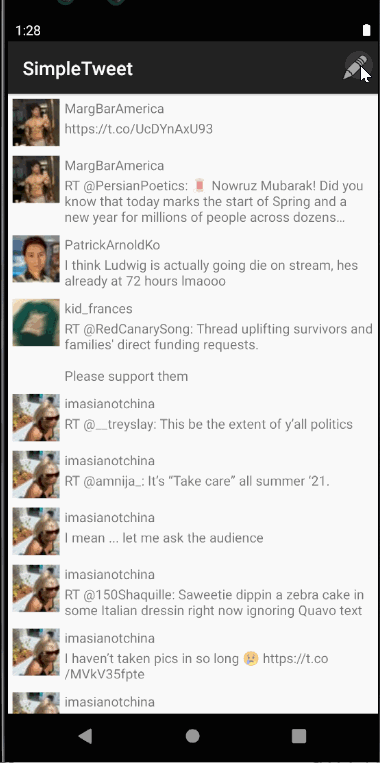 1:28
SimpleTweet
MargBarAmerica
https://t.co/UcDYnAxU93
MargBarAmerica
RT @PersianPoetics: 🧵 Nowruz Mubarak! Did you
know that today marks the start of Spring and a
new year for millions of people across dozens…
PatrickArnoldKo
I think Ludwig is actually going die on stream, hes
already at 72 hours lmaooo
kid_frances
RT @RedCanarySong: Thread uplifting survivors and
families' direct funding requests.
Please support them
imasianotchina
RT @__treyslay: This be the extent of y'all politics
imasianotchina
RT @amnija_: It's “Take care” all summer ‘21.
imasianotchina
I mean ... let me ask the audience
imasianotchina
RT @150Shaquille: Saweetie dippin a zebra cake in
some Italian dressin right now ignoring Quavo text
imasianotchina
I haven't taken pics in so long 😢 https://t.co
/MVkV35fpte
imasianotchina